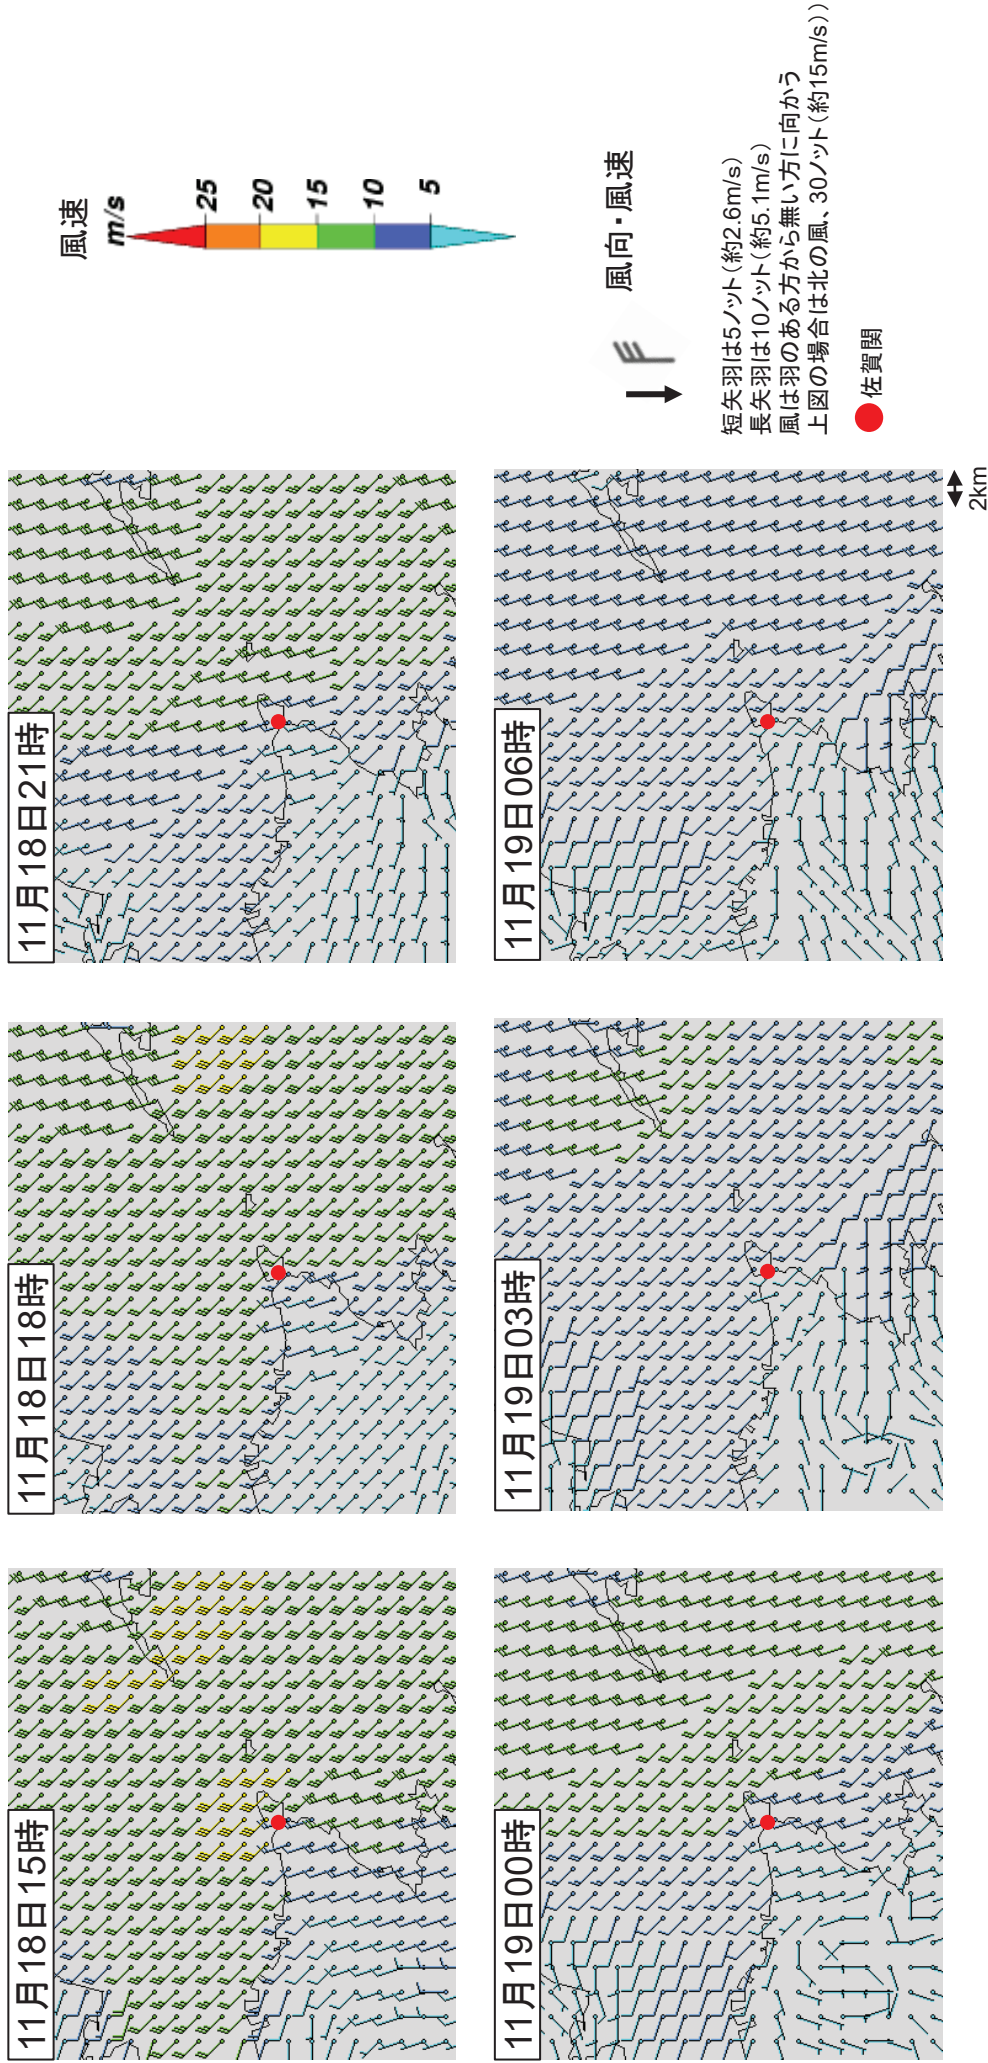 11月18日15時
11月18日18時
11月18日21時
風速
m/s
25
20
15
10
5
11月19日00時
11月19日03時
11月19日06時
2km
風向・風速
短矢羽は5ノット(約2.6m/s)
長矢羽は10ノット(約5.1m/s)
風は羽のある方から無い方に向かう
上図の場合は北の風、30ノット(約15m/s))
佐賀関